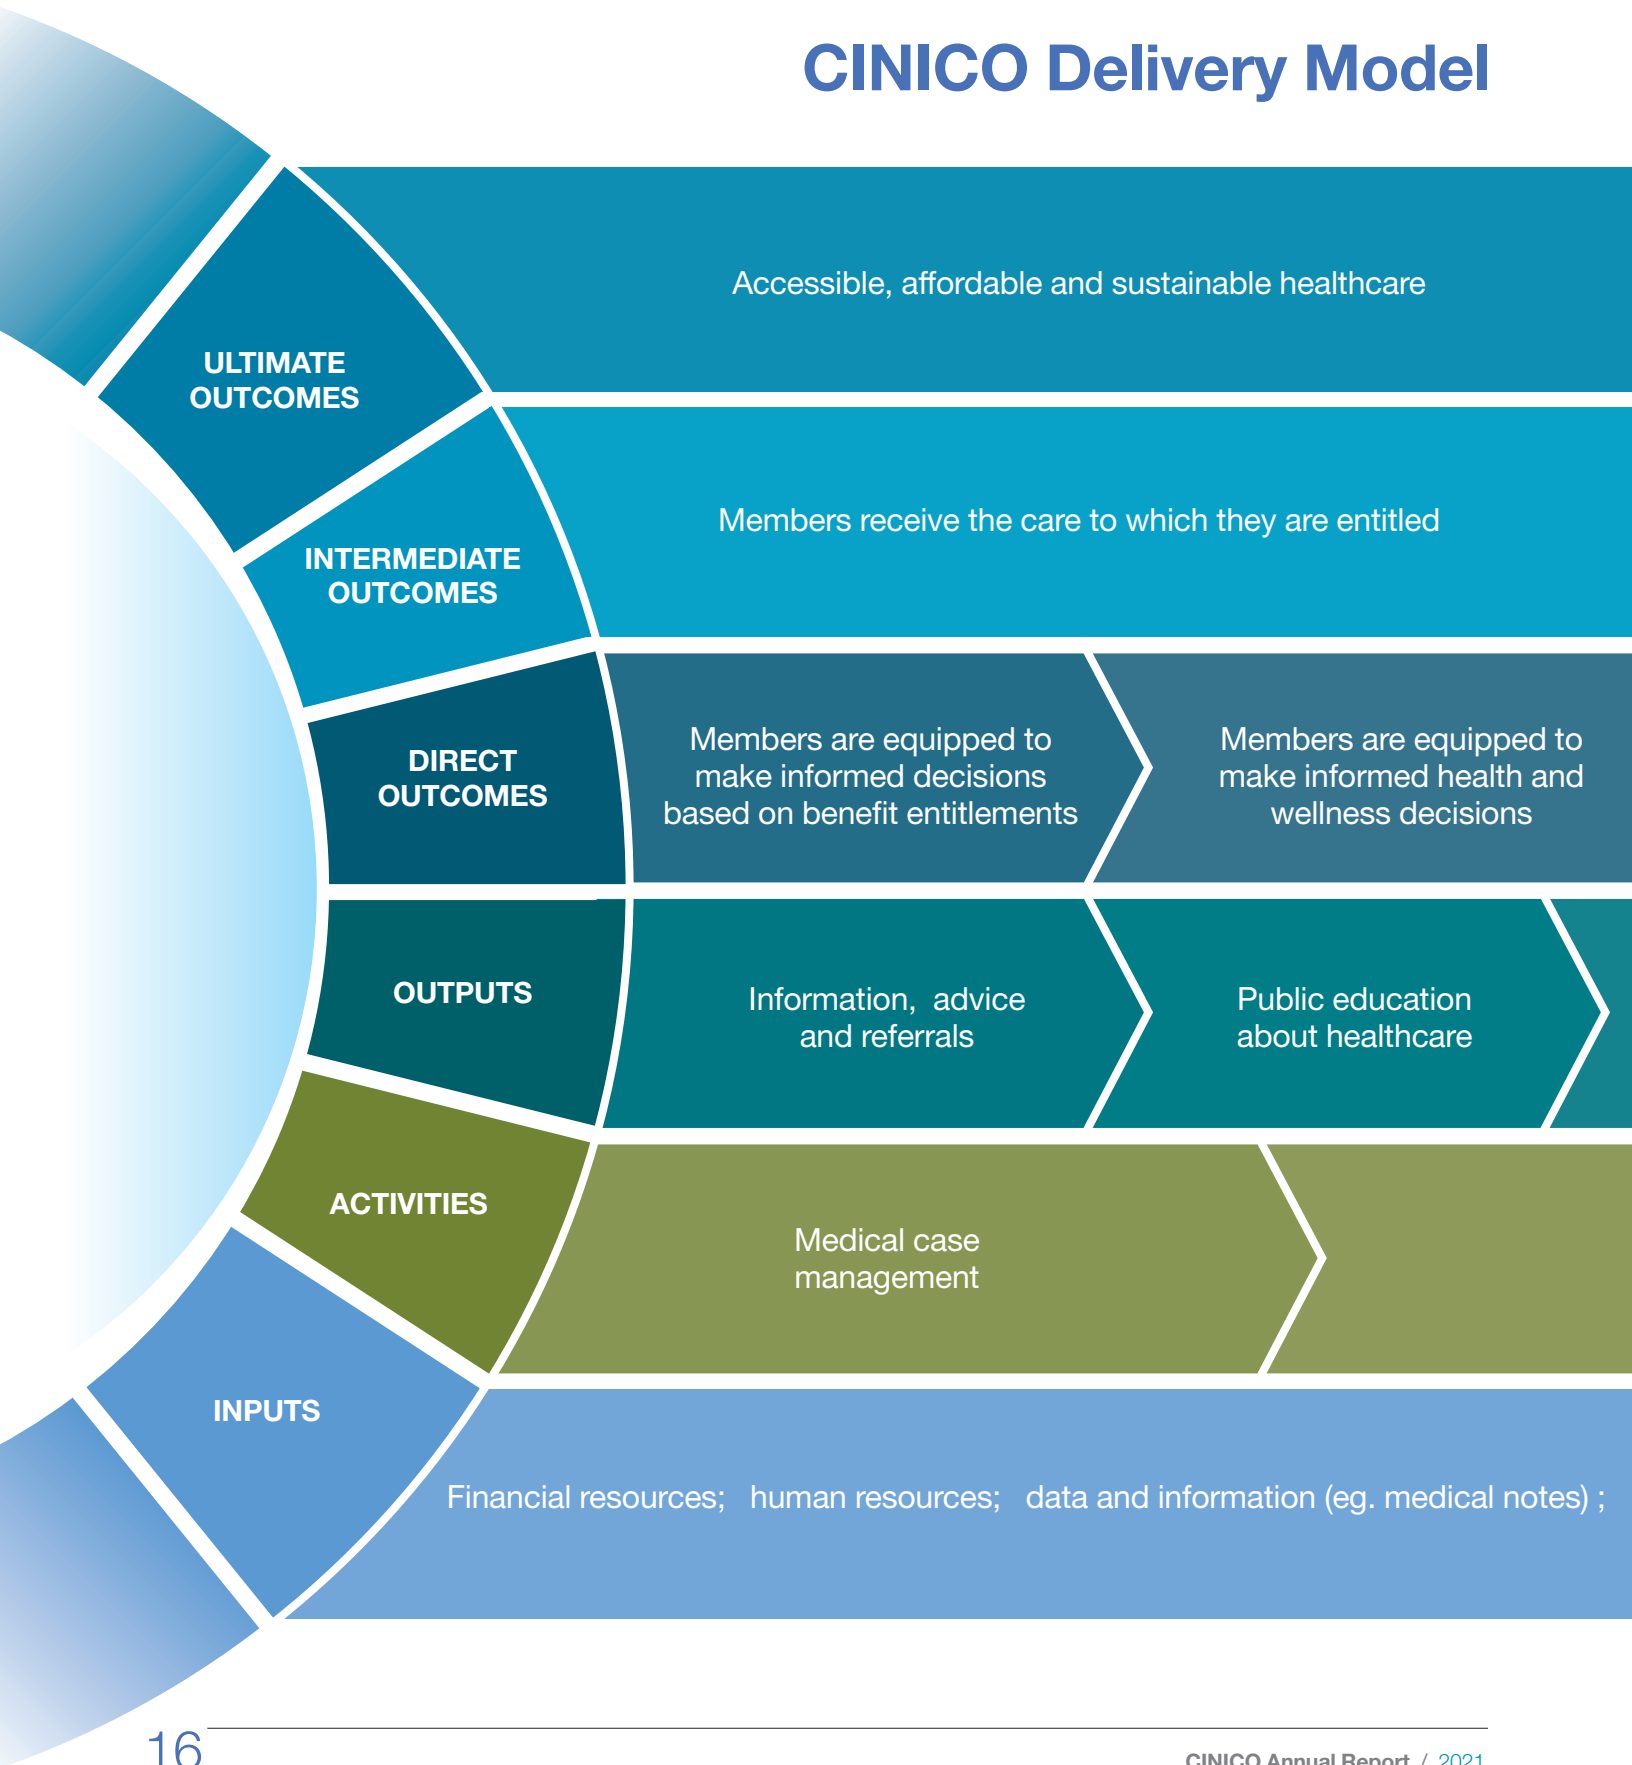 CINICO Delivery Model
ULTIMATE
OUTCOMES
Accessible, affordable and sustainable healthcare
INTERMEDIATE
OUTCOMES
Members receive the care to which they are entitled
DIRECT
OUTCOMES
Members are equipped to
make informed decisions
based on benefit entitlements
Members are equipped to
make informed health and
wellness decisions
OUTPUTS
Information, advice
and referrals
Public education
about healthcare
ACTIVITIES
Medical case
management
INPUTS
Financial resources; human resources; data and information (eg. medical notes) ;
16
CINICO Annual Report / 2021